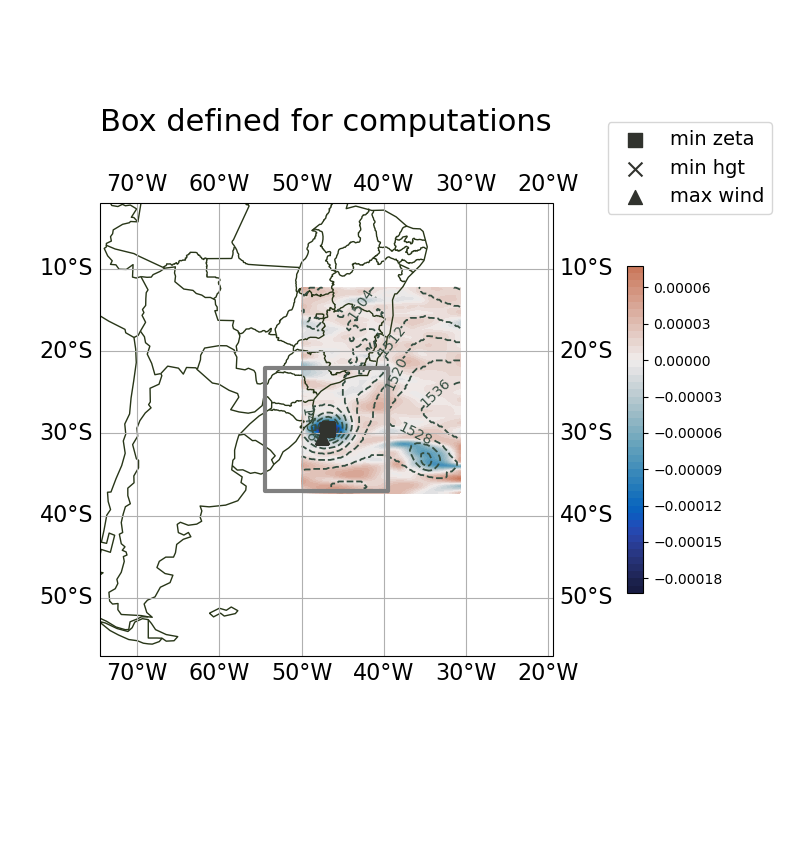 Box defined for computations
min zeta
min hgt
max wind
70°W 60°W 50°W 40°W 30°W 20°W
10°S 10°S
20°S 20°S
30°S 30°S
40°S 40°S
50°S 50°S
70°W 60°W 50°W 40°W 30°W 20°W
1504
1512
1520
1536
1528
0.00006
0.00003
0.00000
−0.00003
−0.00006
−0.00009
−0.00012
−0.00015
−0.00018